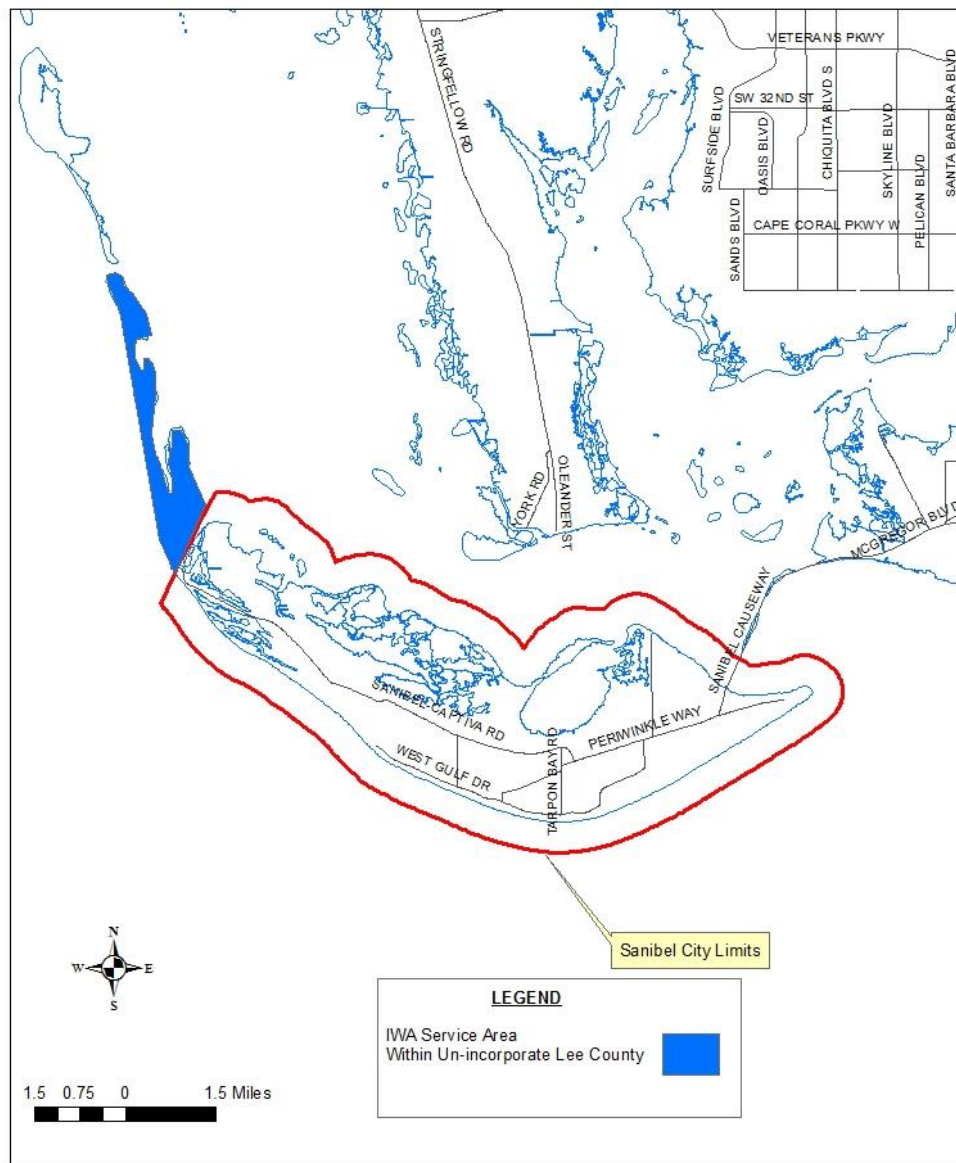 VETERANS PKWY
STRINGFELLOW RD
SW 32ND ST
SURFSIDE BLVD
OASIS BLVD
CHIQUITA BLVD S
SKYLINE BLVD
PELICAN BLVD
SANTA BARBARA BLVD
SANDS BLVD
CAPE CORAL PKWY W
YORK RD
OLEANDER ST
MCGREGOR BLVD
SANIBEL CAUSEWAY
SANIBEL CAPTIVA RD
PERIWINKLE WAY
WEST GULF DR
TARPON BAY RD
Sanibel City Limits
N
W E
S
LEGEND
IWA Service Area
Within Un-incorporate Lee County
1.5 0.75 0 1.5 Miles